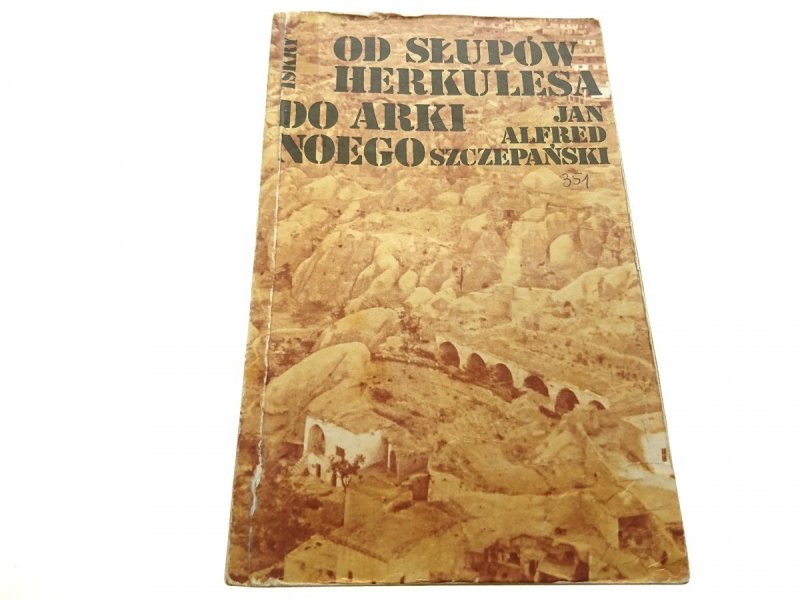 ISKRY
OD SŁUPÓW
HERKULESA
DO ARKI
NOEGO
JAN
ALFRED
SZCZEPAŃSKI
351